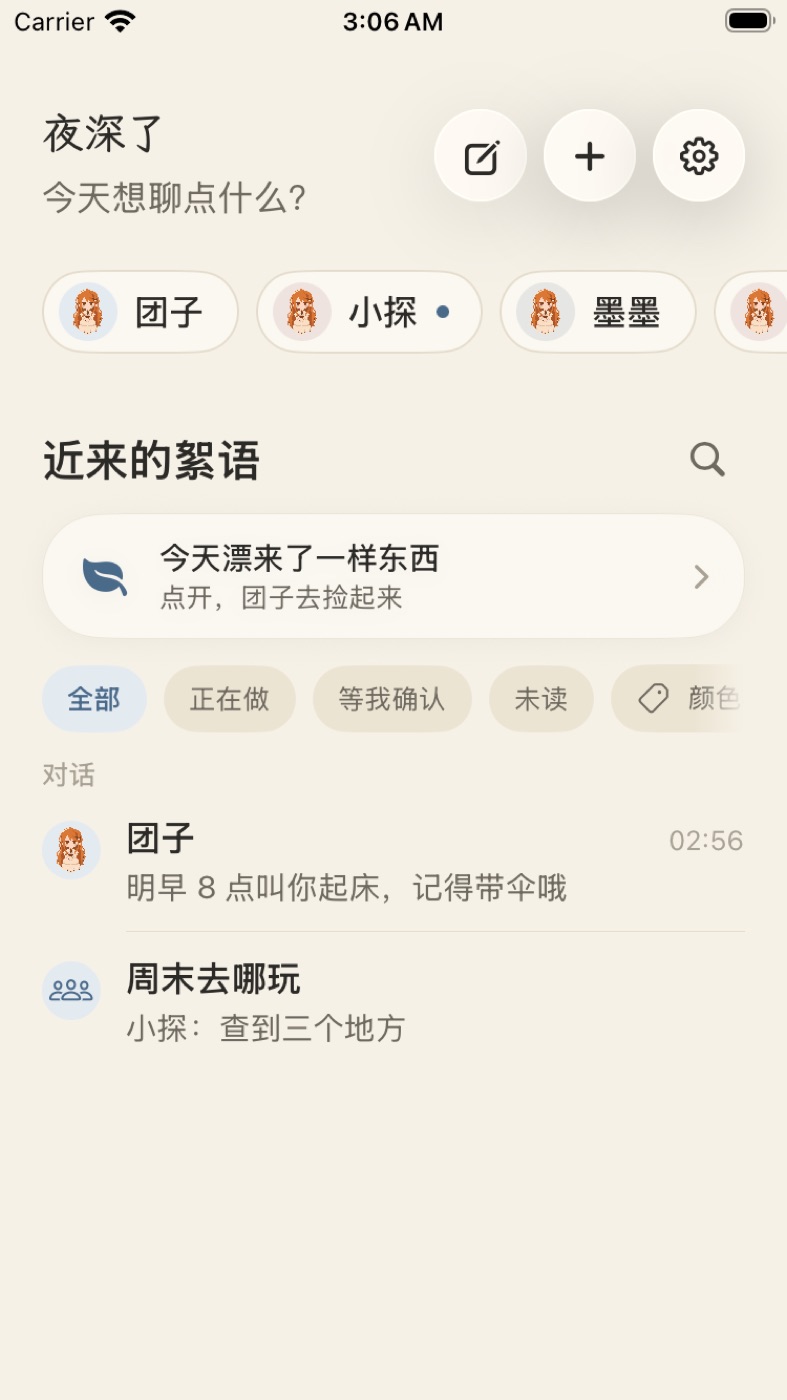 Carrier 3:06 AM
夜深了
今天想聊点什么?
团子 小探 墨墨
近来的絮语
今天漂来了一样东西
点开，团子去捡起来
全部 正在做 等我确认 未读 颜色
对话
团子 02:56
明早 8 点叫你起床，记得带伞哦
周末去哪玩
小探：查到三个地方